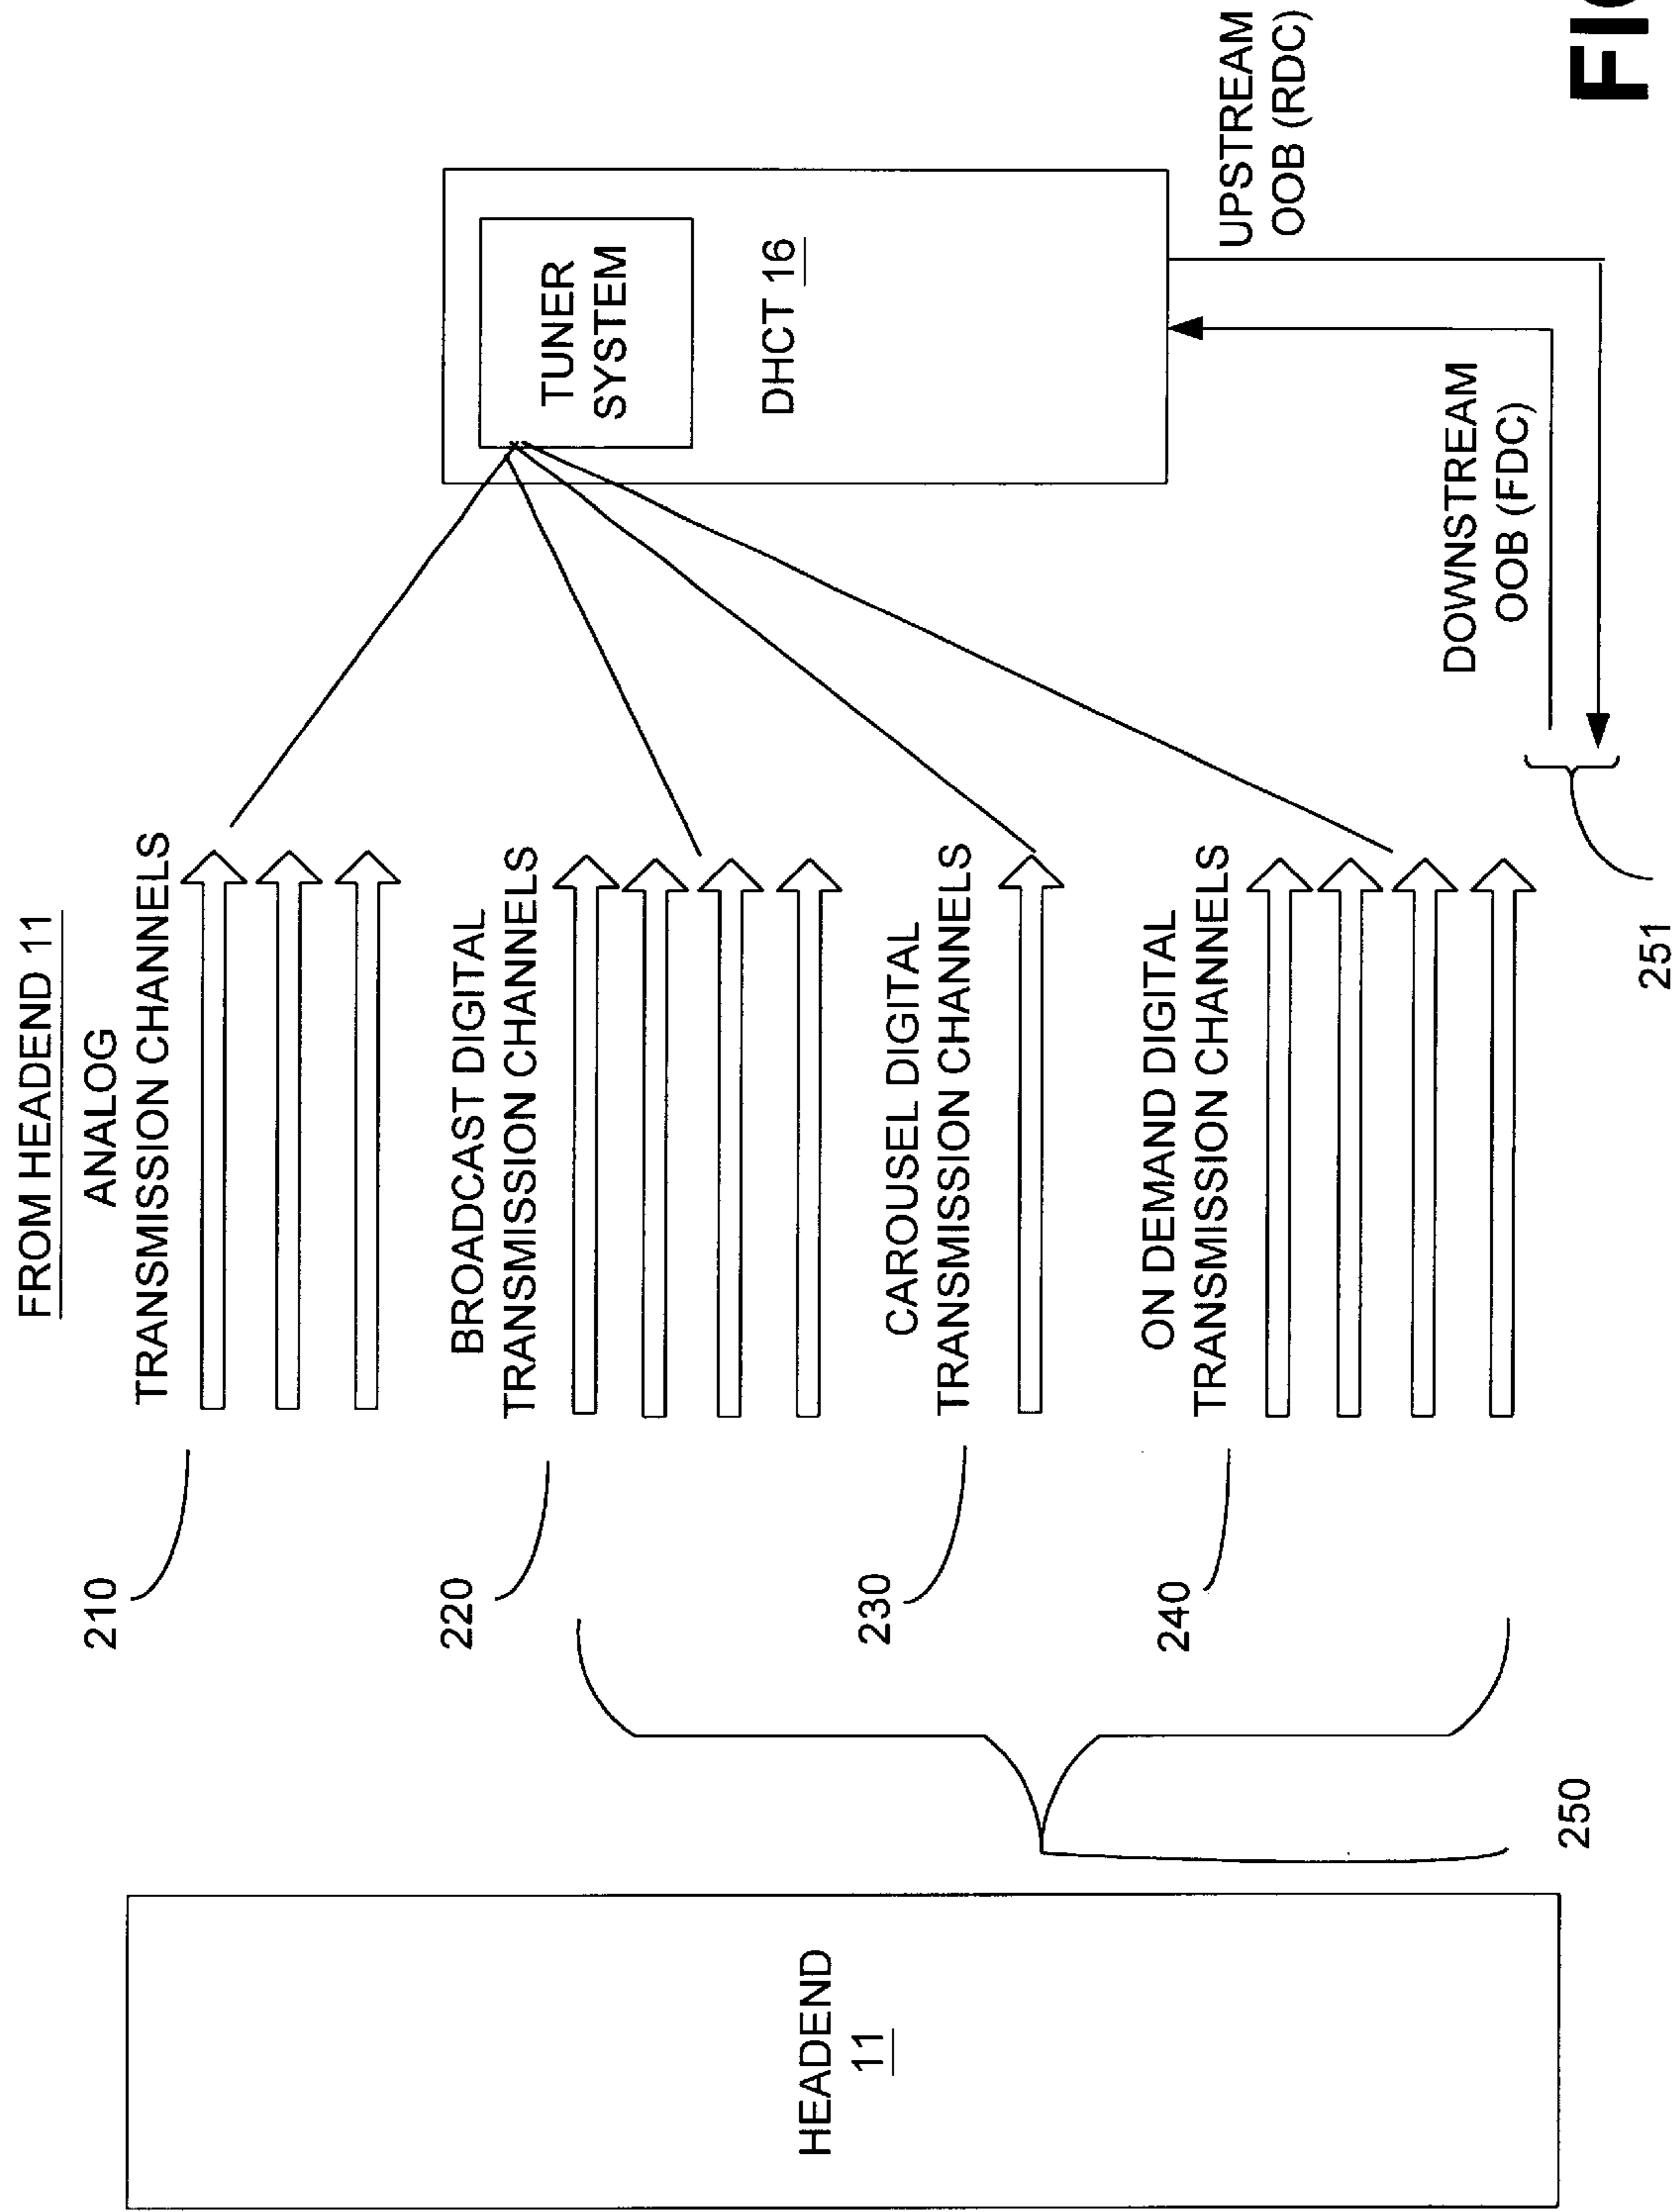 FROM HEADEND 11
ANALOG
TRANSMISSION CHANNELS
210
BROADCAST DIGITAL
TRANSMISSION CHANNELS
220
CAROUSEL DIGITAL
TRANSMISSION CHANNELS
230
ON DEMAND DIGITAL
TRANSMISSION CHANNELS
240
HEADEND
11
250
TUNER
SYSTEM
DHCT 16
DOWNSTREAM
OOB (FDC)
UPSTREAM
OOB (RDC)
251